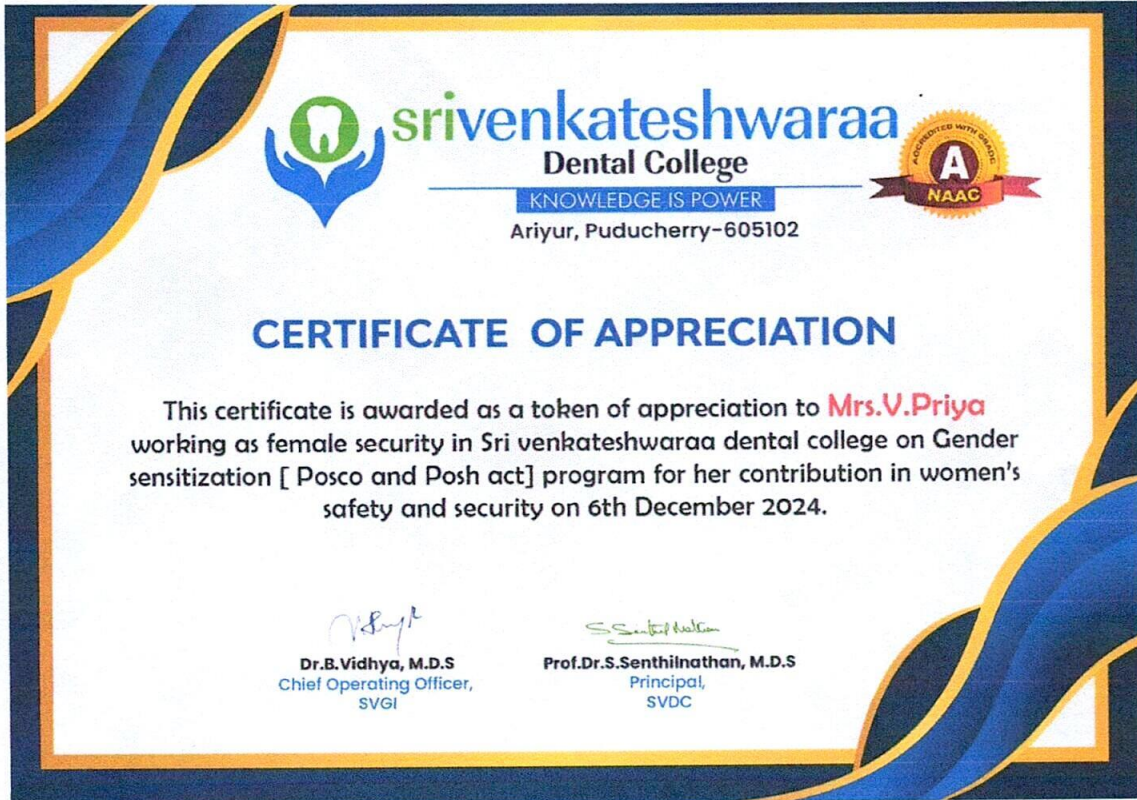 srivenkateshwaraa
Dental College
KNOWLEDGE IS POWER
Ariyur, Puducherry-605102
ACCREDITED WITH GRADE
A
NAAC
CERTIFICATE OF APPRECIATION
This certificate is awarded as a token of appreciation to Mrs.V.Priya
working as female security in Sri venkateshwaraa dental college on Gender
sensitization [ Posco and Posh act] program for her contribution in women's
safety and security on 6th December 2024.
S Senthil Nathan
Dr.B.Vidhya, M.D.S
Chief Operating Officer,
SVGI
Prof.Dr.S.Senthilnathan, M.D.S
Principal,
SVDC